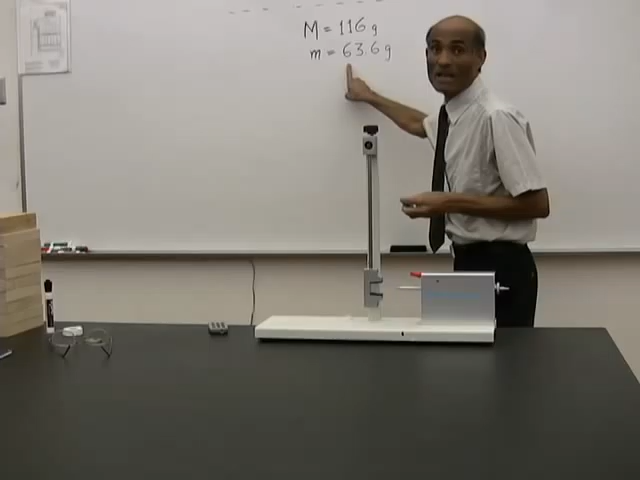 M = 116 g
m = 63.6 g